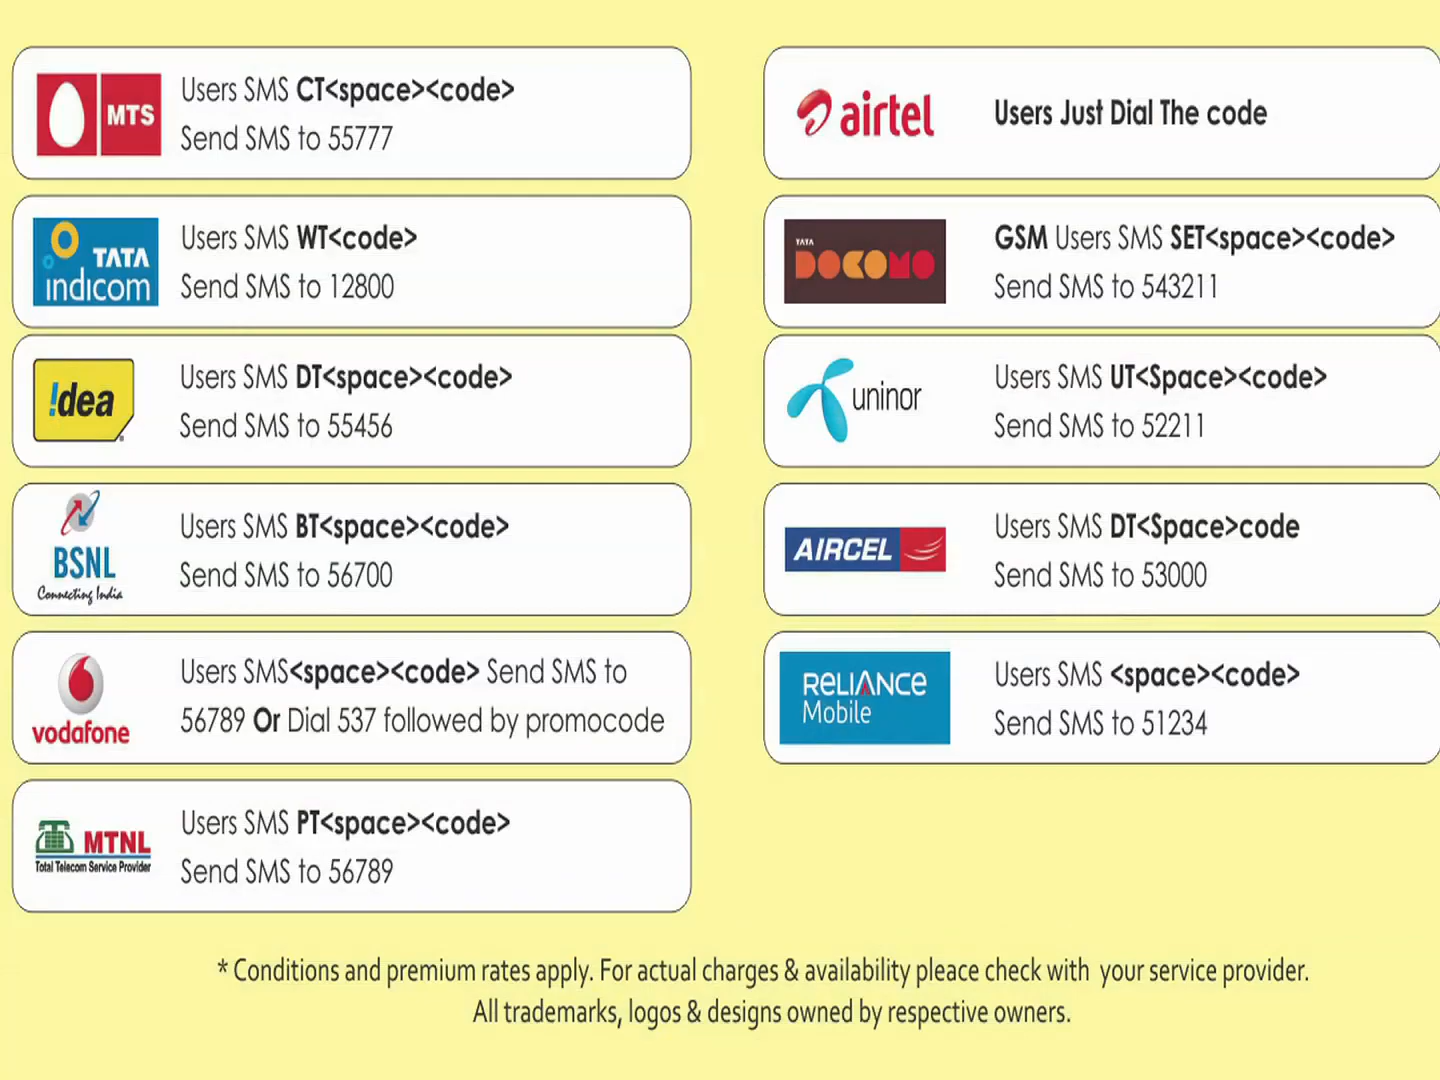 MTS
Users SMS CT<space><code>
Send SMS to 55777
airtel
Users Just Dial The code
TATA
indicom
Users SMS WT<code>
Send SMS to 12800
TATA
DOCOMO
GSM Users SMS SET<space><code>
Send SMS to 543211
!dea
Users SMS DT<space><code>
Send SMS to 55456
uninor
Users SMS UT<Space><code>
Send SMS to 52211
BSNL
Connecting India
Users SMS BT<space><code>
Send SMS to 56700
AIRCEL
Users SMS DT<Space>code
Send SMS to 53000
vodafone
Users SMS<space><code> Send SMS to
56789 Or Dial 537 followed by promocode
RELIANCE
Mobile
Users SMS <space><code>
Send SMS to 51234
MTNL
Total Telecom Service Provider
Users SMS PT<space><code>
Send SMS to 56789
* Conditions and premium rates apply. For actual charges & availability pleace check with your service provider.
All trademarks, logos & designs owned by respective owners.